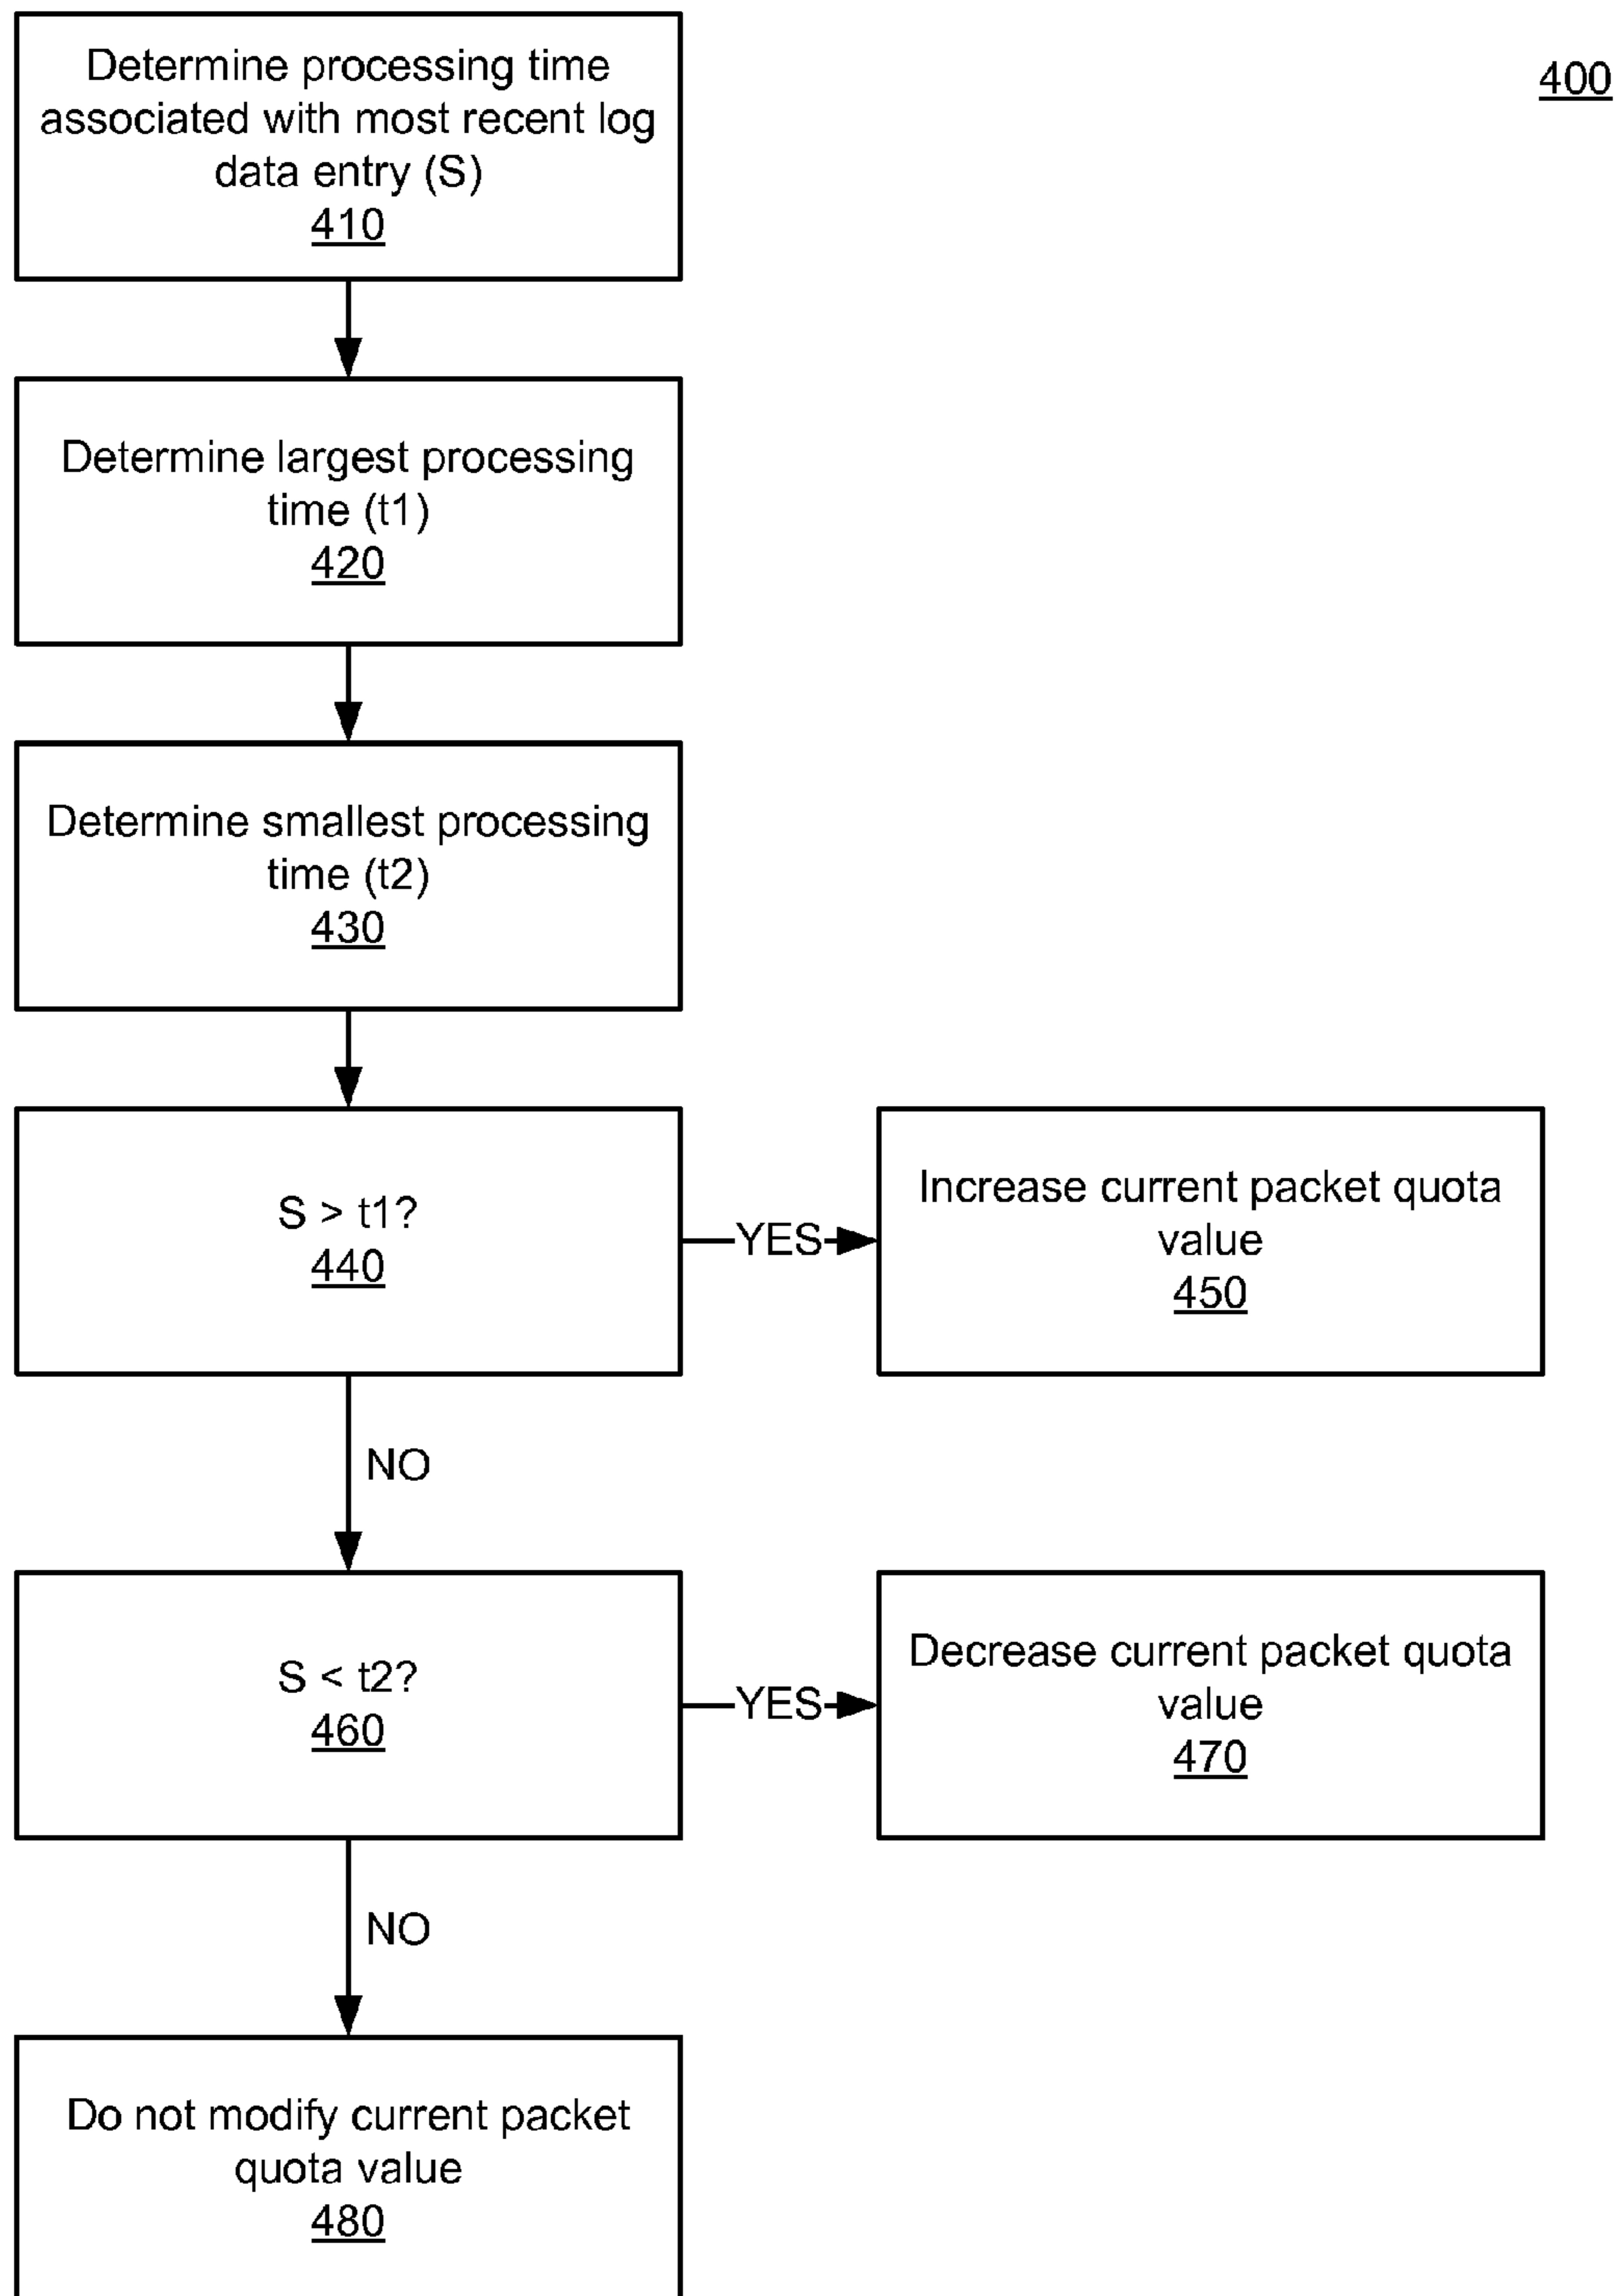 400
Determine processing time
associated with most recent log
data entry (S)
410
Determine largest processing
time (t1)
420
Determine smallest processing
time (t2)
430
S > t1?
440
YES
Increase current packet quota
value
450
NO
S < t2?
460
YES
Decrease current packet quota
value
470
NO
Do not modify current packet
quota value
480